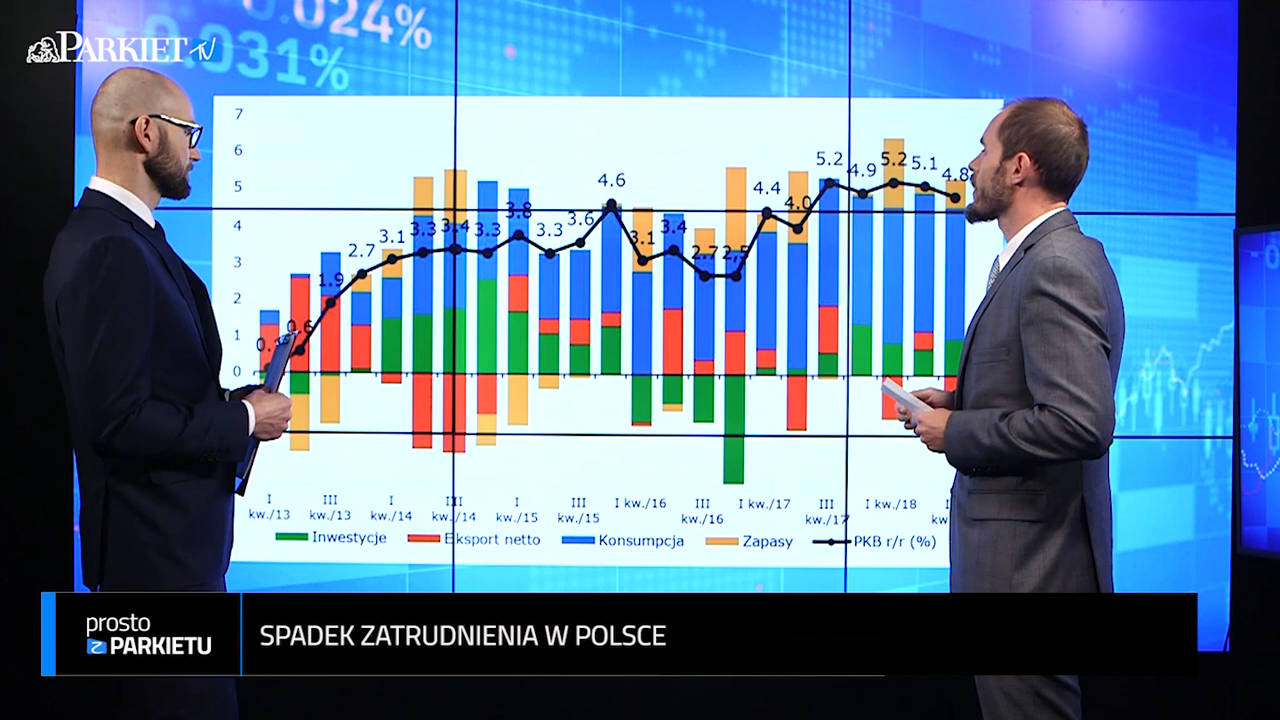 0.024%
0.031%
PARKIET TV
7
6
5
4
3
2
1
0
0.6
1.9
2.7
3.1
3.3
3.4
3.3
3.8
3.3
3.6
4.6
3.1
3.4
2.7
2,5
4.4
4.0
5.2
4.9
5.2
5.1
4.8
I kw./13
III kw./13
I kw./14
III kw./14
I kw./15
III kw./15
I kw./16
III kw./16
I kw./17
III kw./17
I kw./18
Inwestycje
Eksport netto
Konsumpcja
Zapasy
PKB r/r (%)
prosto
z PARKIETU
SPADEK ZATRUDNIENIA W POLSCE